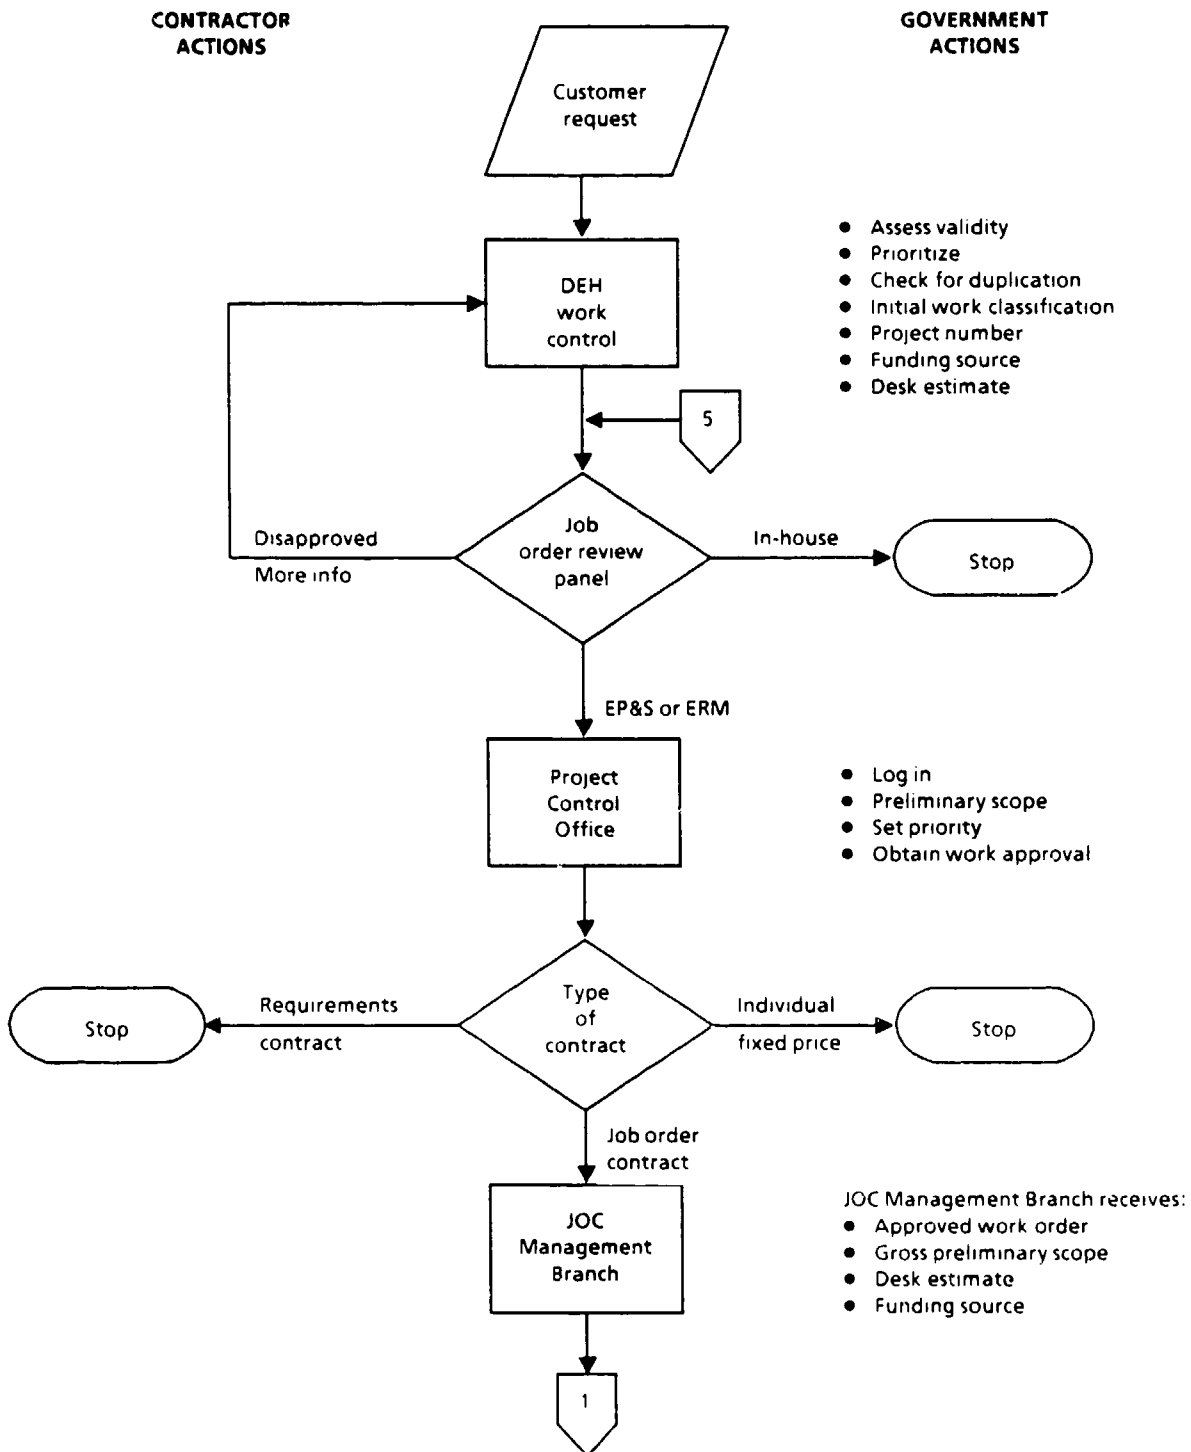 CONTRACTOR
ACTIONS
GOVERNMENT
ACTIONS
Customer
request
DEH
work
control
● Assess validity
● Prioritize
● Check for duplication
● Initial work classification
● Project number
● Funding source
● Desk estimate
5
Disapproved
More info
Job
order review
panel
In-house
Stop
EP&S or ERM
Project
Control
Office
● Log in
● Preliminary scope
● Set priority
● Obtain work approval
Stop
Requirements
contract
Type
of
contract
Individual
fixed price
Stop
Job order
contract
JOC
Management
Branch
JOC Management Branch receives:
● Approved work order
● Gross preliminary scope
● Desk estimate
● Funding source
1